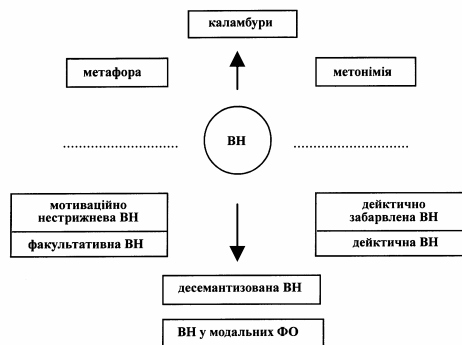 каламбури
метафора
метонімія
ВН
мотиваційно
нестрижнева ВН
факультативна ВН
дейктично
забарвлена ВН
дейктична ВН
десемантизована ВН
ВН у модальних ФО